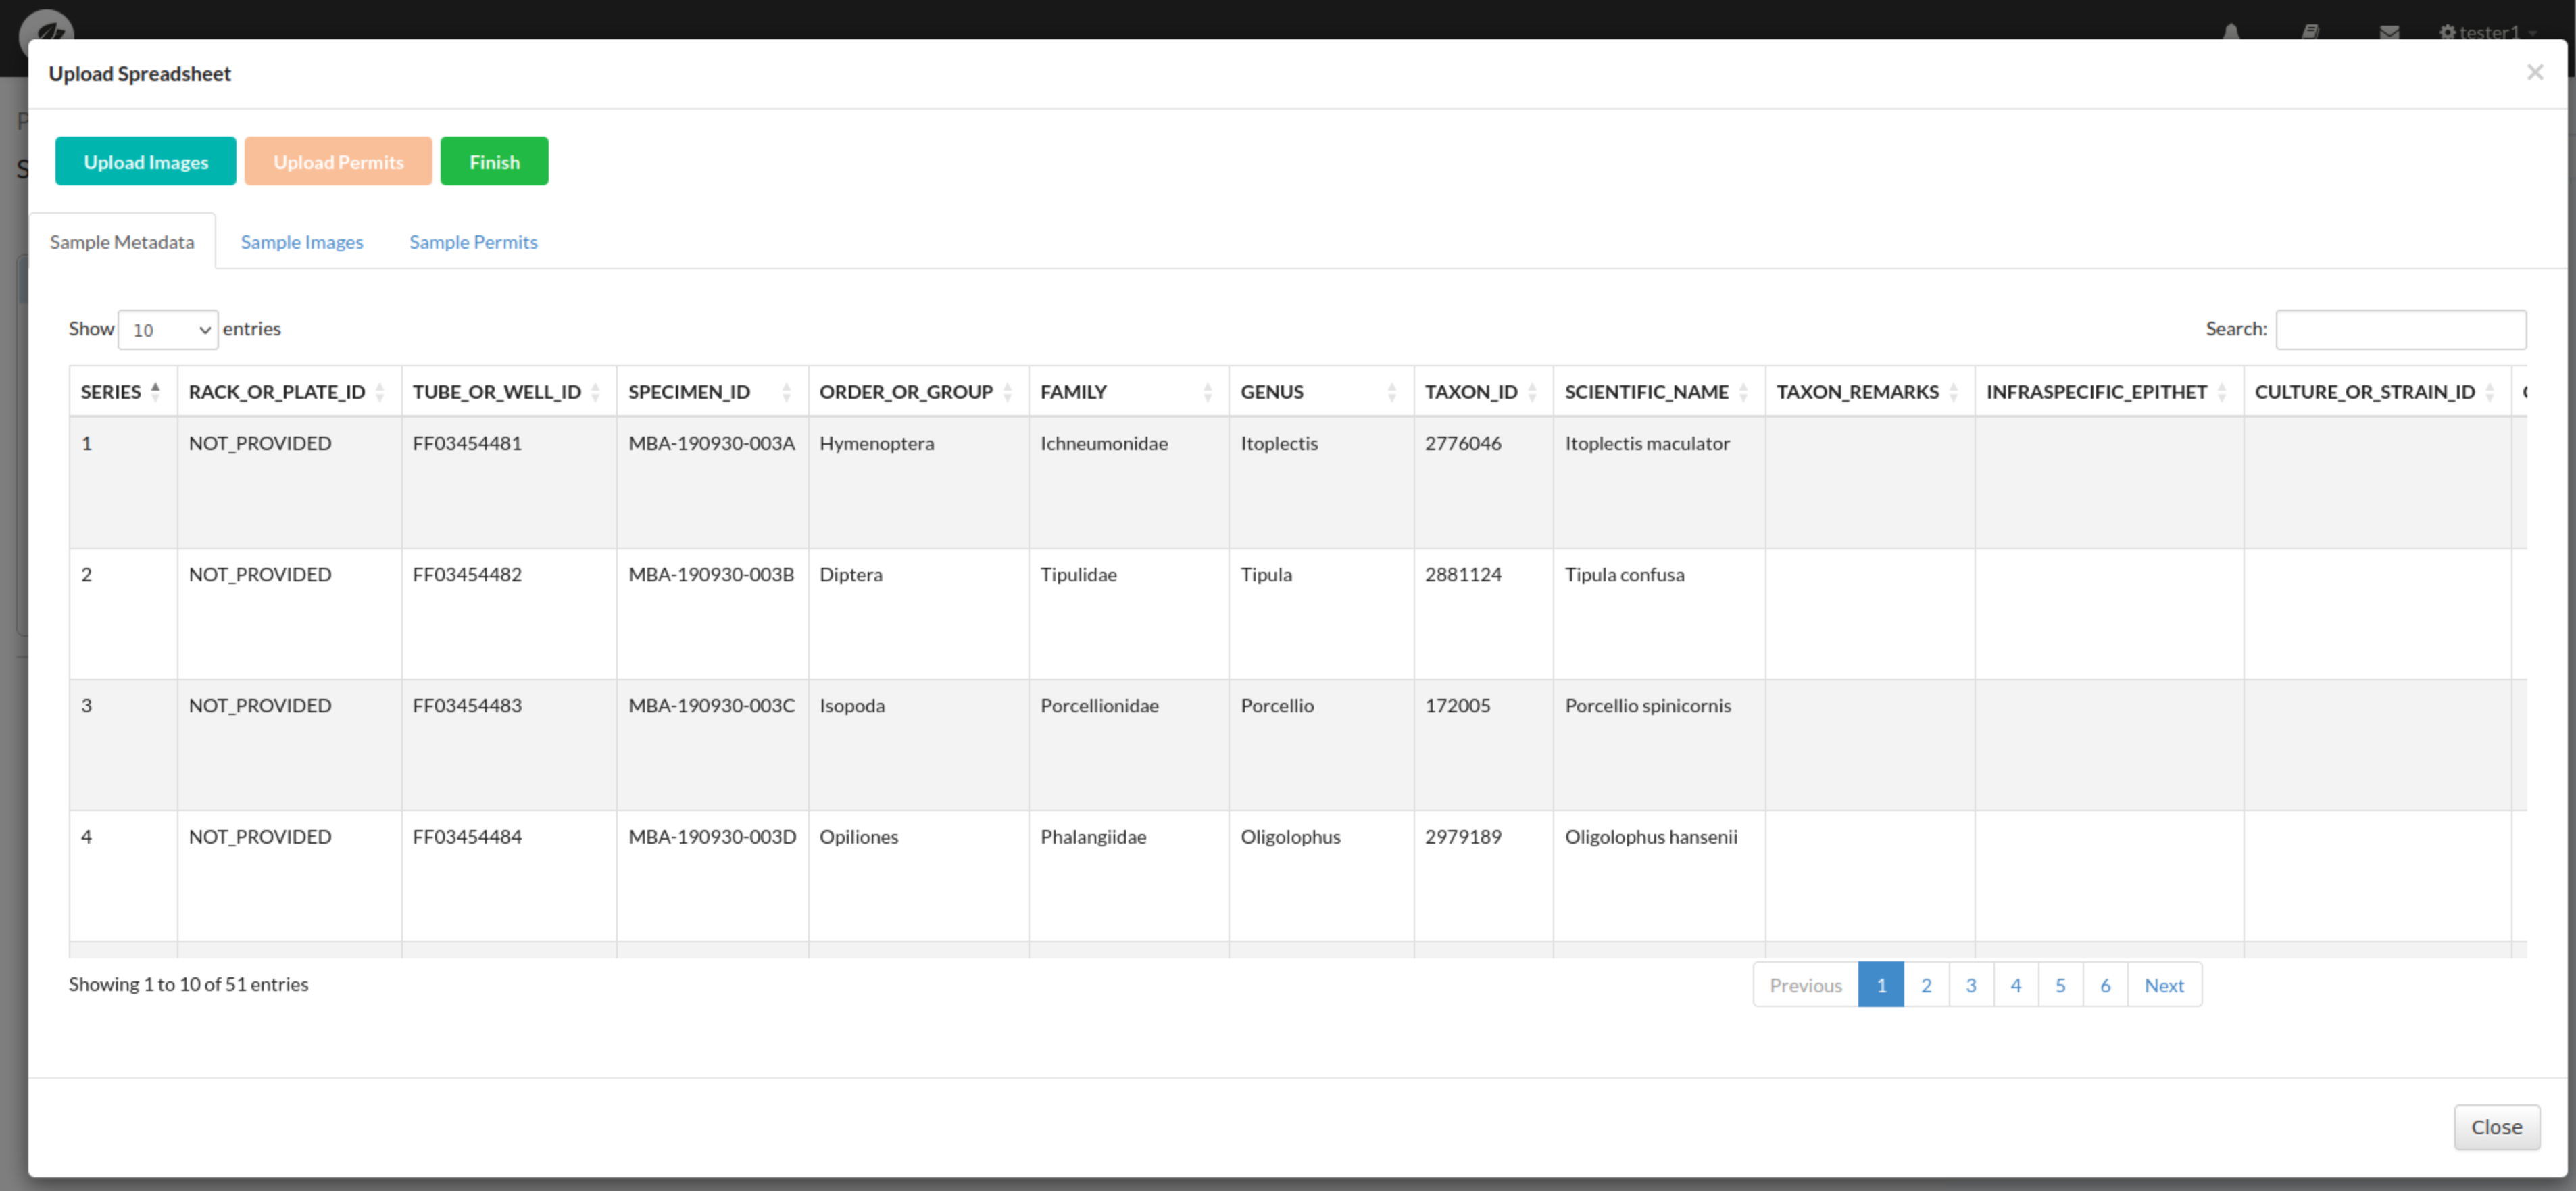 tester1
Upload Spreadsheet ×
Upload Images Upload Permits Finish
Sample Metadata Sample Images Sample Permits
Show 10 entries Search:
SERIES RACK_OR_PLATE_ID TUBE_OR_WELL_ID SPECIMEN_ID ORDER_OR_GROUP FAMILY GENUS TAXON_ID SCIENTIFIC_NAME TAXON_REMARKS INFRASPECIFIC_EPITHET CULTURE_OR_STRAIN_ID
1 NOT_PROVIDED FF03454481 MBA-190930-003A Hymenoptera Ichneumonidae Itoplectis 2776046 Itoplectis maculator
2 NOT_PROVIDED FF03454482 MBA-190930-003B Diptera Tipulidae Tipula 2881124 Tipula confusa
3 NOT_PROVIDED FF03454483 MBA-190930-003C Isopoda Porcellionidae Porcellio 172005 Porcellio spinicornis
4 NOT_PROVIDED FF03454484 MBA-190930-003D Opiliones Phalangiidae Oligolophus 2979189 Oligolophus hansenii
Showing 1 to 10 of 51 entries Previous 1 2 3 4 5 6 Next
Close